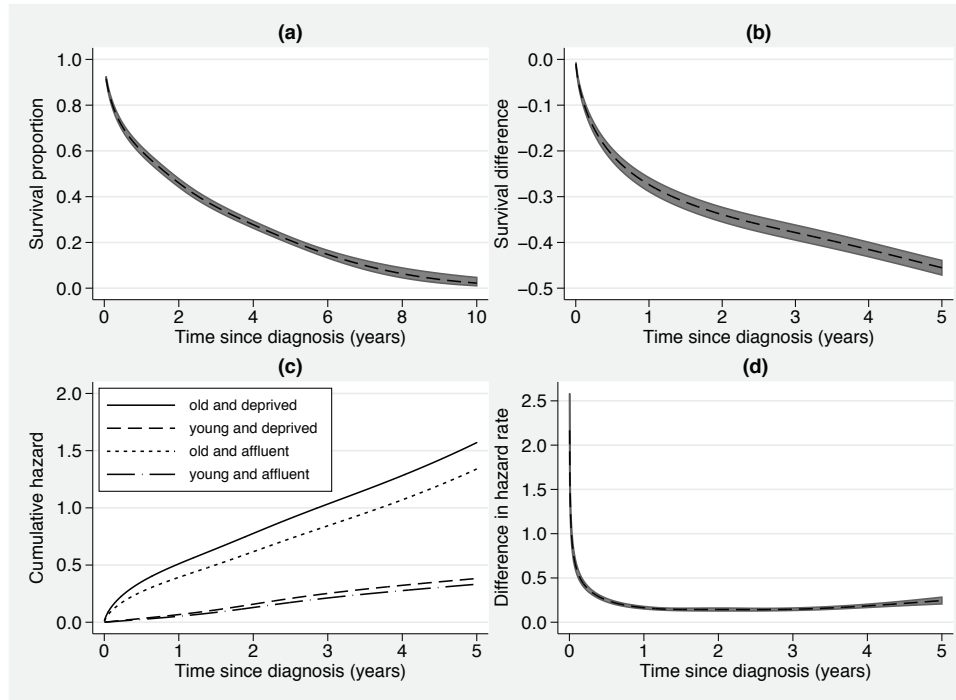 (a)
Survival proportion
1.0
0.8
0.6
0.4
0.2
0.0
0
2
4
6
8
10
Time since diagnosis (years)
(b)
Survival difference
0.0
−0.1
−0.2
−0.3
−0.4
−0.5
0
1
2
3
4
5
Time since diagnosis (years)
(c)
Cumulative hazard
2.0
1.5
1.0
0.5
0.0
old and deprived
young and deprived
old and affluent
young and affluent
0
1
2
3
4
5
Time since diagnosis (years)
(d)
Difference in hazard rate
2.5
2.0
1.5
1.0
0.5
0.0
0
1
2
3
4
5
Time since diagnosis (years)